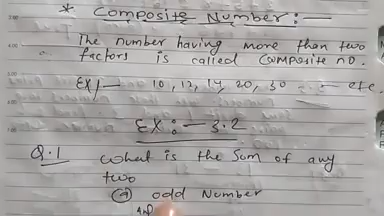 * Composite Number :—
The number having more than two
factors is called Composite no.
Ex/— 10, 12, 14, 20, 30 - - - etc.
Ex :— 3.2
Q.1 What is the Sum of any
two
(a) odd Number